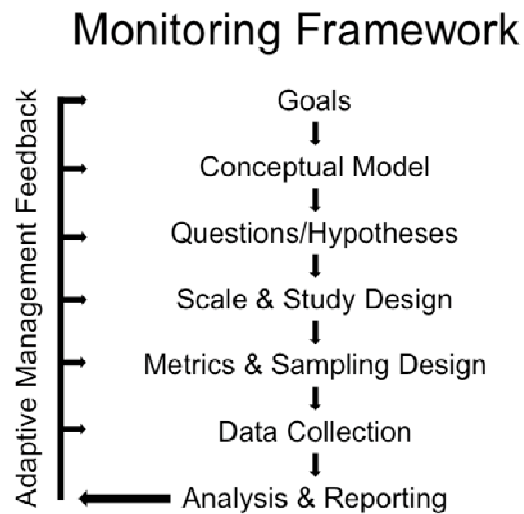 Monitoring Framework
Adaptive Management Feedback
Goals
Conceptual Model
Questions/Hypotheses
Scale & Study Design
Metrics & Sampling Design
Data Collection
Analysis & Reporting